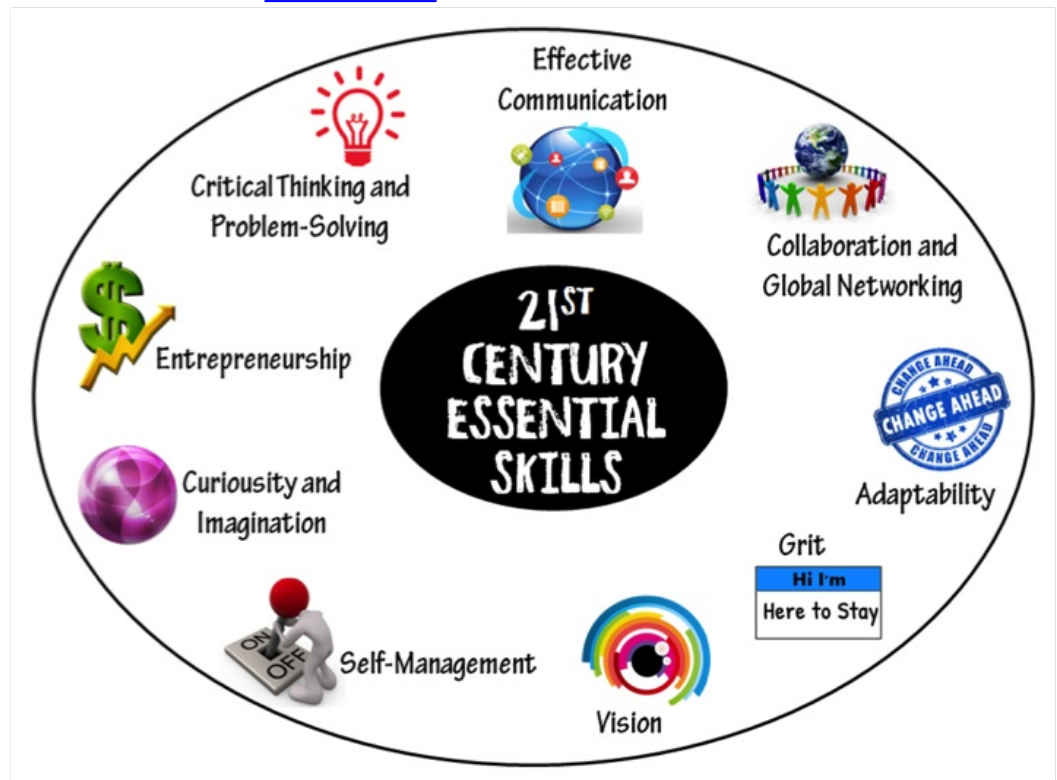 Effective
Communication
Critical Thinking and
Problem-Solving
Collaboration and
Global Networking
21ST
CENTURY
ESSENTIAL
SKILLS
Entrepreneurship
CHANGE AHEAD
CHANGE AHEAD
CHANGE AHEAD
Adaptability
Curiousity and
Imagination
Grit
Hi I'm
Here to Stay
ON
OFF
Self-Management
Vision